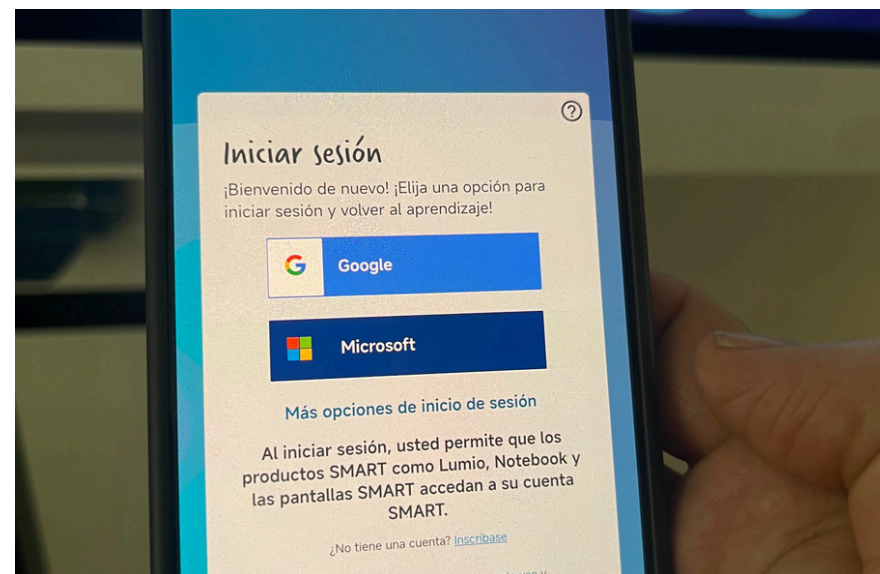 Iniciar sesión
¡Bienvenido de nuevo! ¡Elija una opción para
iniciar sesión y volver al aprendizaje!
Google
Microsoft
Más opciones de inicio de sesión
Al iniciar sesión, usted permite que los
productos SMART como Lumio, Notebook y
las pantallas SMART accedan a su cuenta
SMART.
¿No tiene una cuenta? Inscríbase